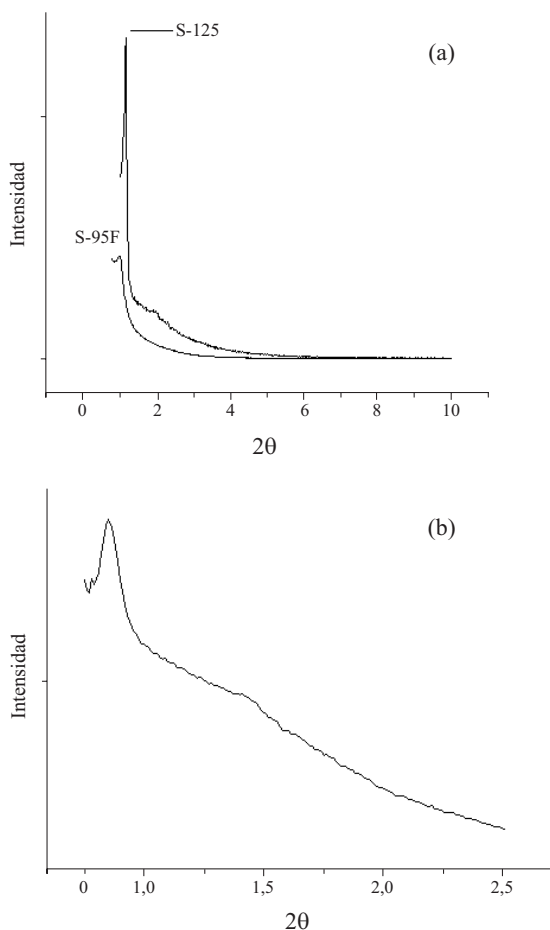 S-125
(a)
Intensidad
S-95F
0 2 4 6 8 10
2θ
(b)
Intensidad
0 1,0 1,5 2,0 2,5
2θ